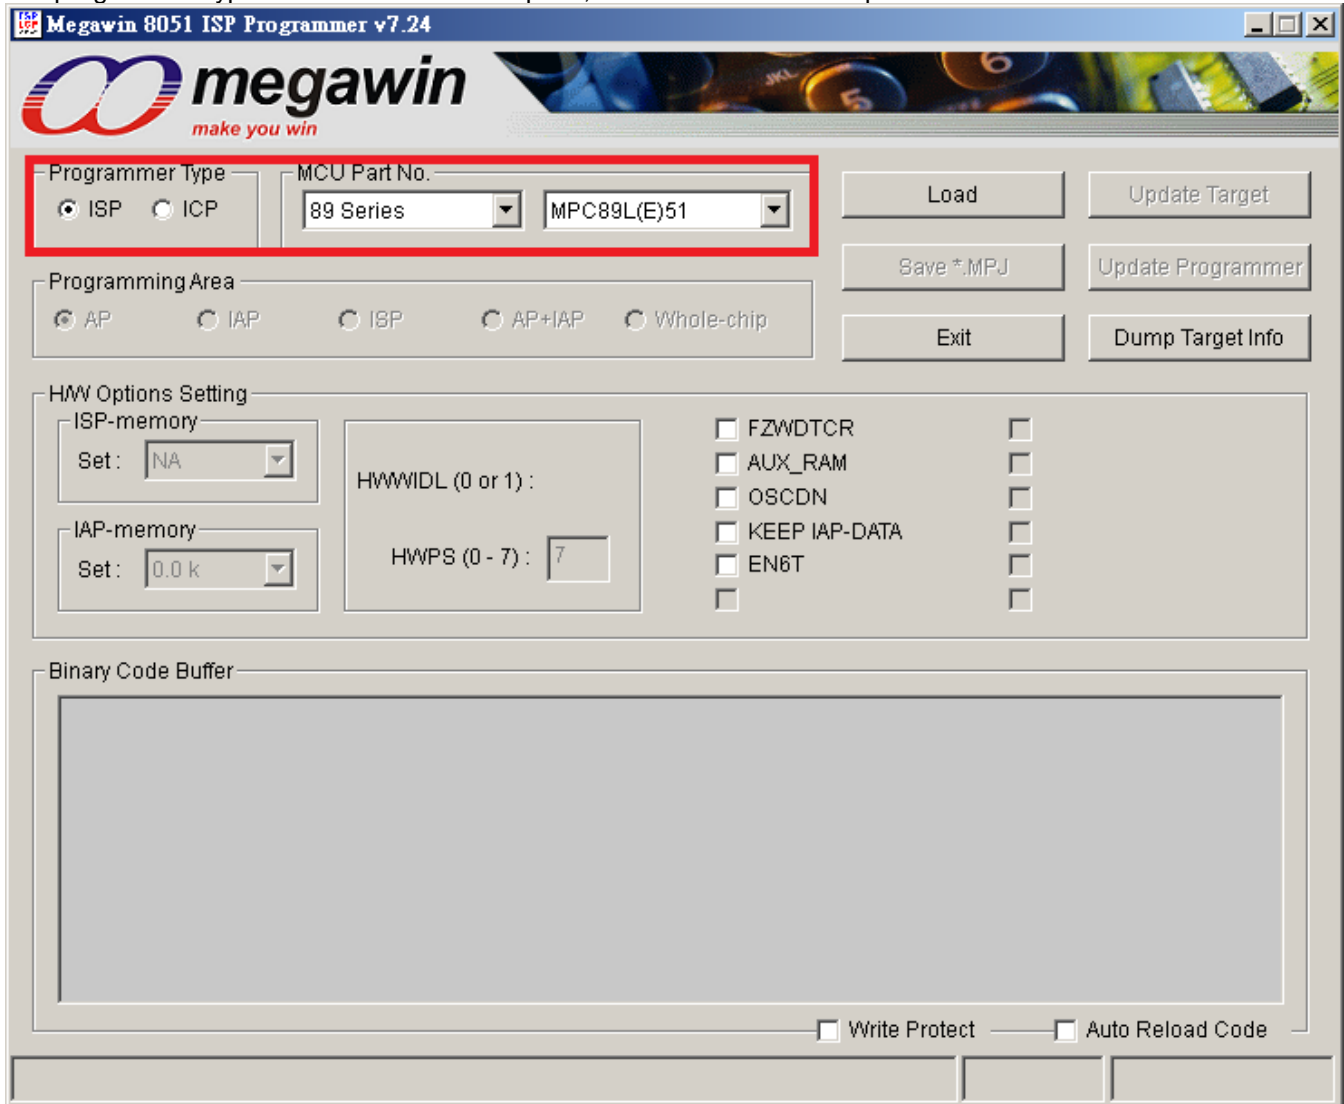 Megawin 8051 ISP Programmer v7.24
megawin
make you win
Programmer Type
ISP ICP
MCU Part No.
89 Series MPC89L(E)51
Load Update Target
Save *.MPJ Update Programmer
Exit Dump Target Info
Programming Area
AP IAP ISP AP+IAP Whole-chip
H/W Options Setting
ISP-memory
Set : NA
IAP-memory
Set : 0.0 k
HWWIDL (0 or 1) :
HWPS (0 - 7) : 7
FZWDTCR
AUX_RAM
OSCDN
KEEP IAP-DATA
EN6T
Binary Code Buffer
Write Protect Auto Reload Code